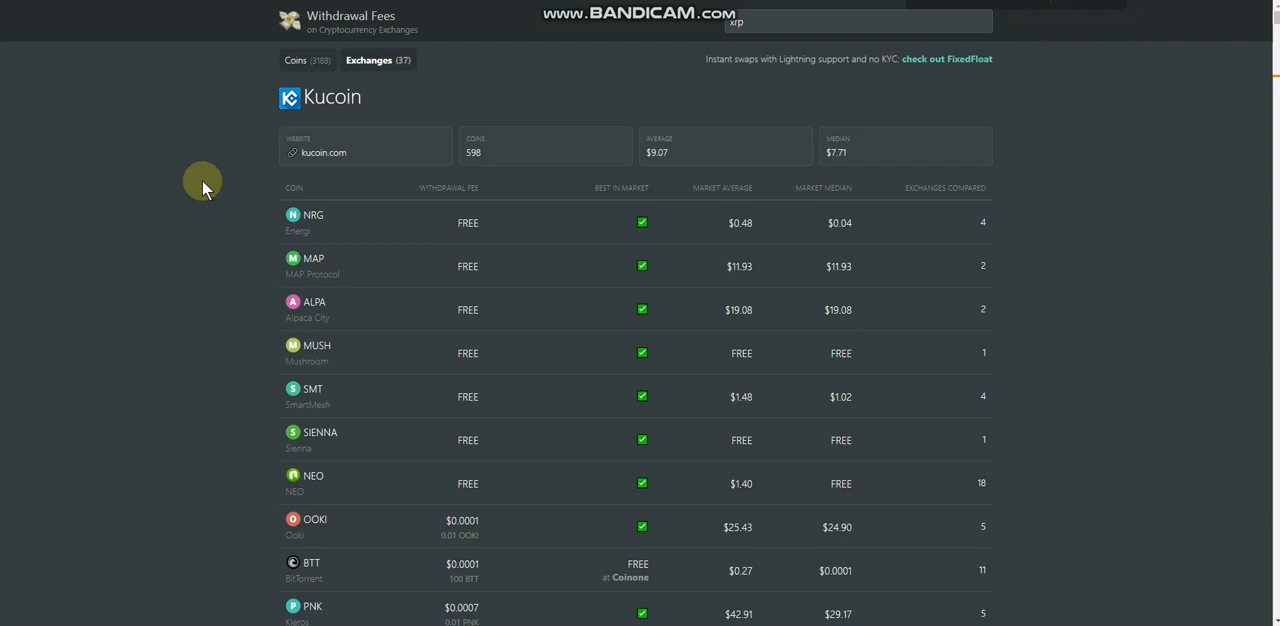 Withdrawal Fees
on Cryptocurrency Exchanges
www.BANDICAM.com
xrp
Coins (3188) Exchanges (37)
Instant swaps with Lightning support and no KYC: check out FixedFloat
Kucoin
WEBSITE COINS AVERAGE MEDIAN
kucoin.com 598 $9.07 $7.71
COIN WITHDRAWAL FEE BEST IN MARKET MARKET AVERAGE MARKET MEDIAN EXCHANGES COMPARED
N NRG FREE $0.48 $0.04 4
Energi
M MAP FREE $11.93 $11.93 2
MAP Protocol
A ALPA FREE $19.08 $19.08 2
Alpaca City
M MUSH FREE FREE FREE 1
Mushroom
S SMT FREE $1.48 $1.02 4
SmartMesh
S SIENNA FREE FREE FREE 1
Sienna
NEO FREE $1.40 FREE 18
NEO
O OOKI $0.0001 $25.43 $24.90 5
Ooki 0.01 OOKI
BTT $0.0001 FREE $0.27 $0.0001 11
BitTorrent 100 BTT at Coinone
P PNK $0.0007 $42.91 $29.17 5
Kleros 0.01 PNK